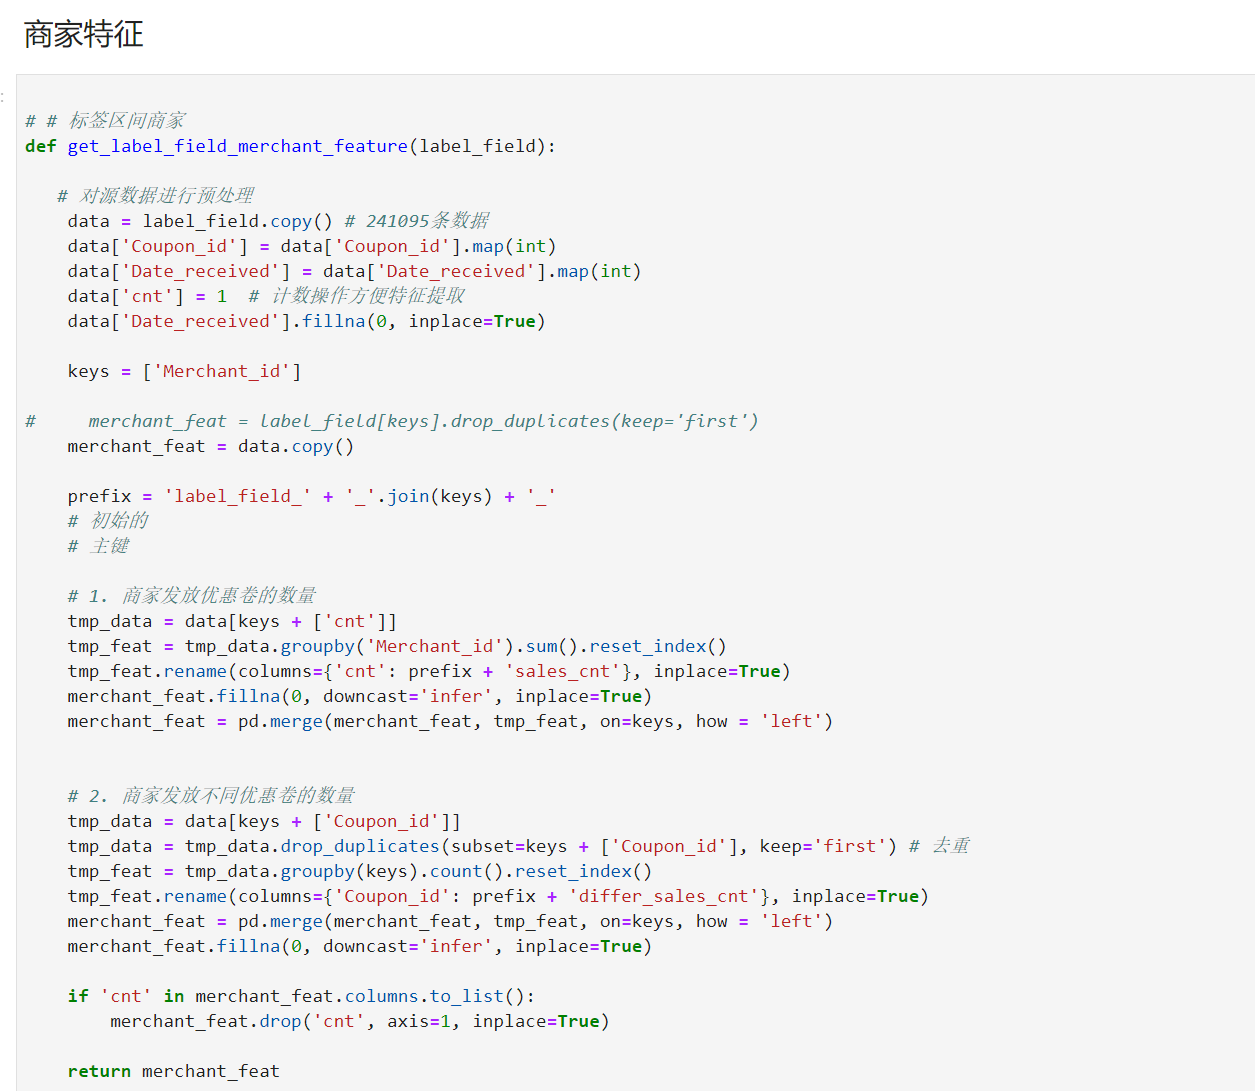 商家特征
:
# # 标签区间商家
def get_label_field_merchant_feature(label_field):
# 对源数据进行预处理
data = label_field.copy() # 241095条数据
data['Coupon_id'] = data['Coupon_id'].map(int)
data['Date_received'] = data['Date_received'].map(int)
data['cnt'] = 1  # 计数操作方便特征提取
data['Date_received'].fillna(0, inplace=True)
keys = ['Merchant_id']
#     merchant_feat = label_field[keys].drop_duplicates(keep='first')
merchant_feat = data.copy()
prefix = 'label_field_' + '_'.join(keys) + '_'
# 初始的
# 主键
# 1. 商家发放优惠卷的数量
tmp_data = data[keys + ['cnt']]
tmp_feat = tmp_data.groupby('Merchant_id').sum().reset_index()
tmp_feat.rename(columns={'cnt': prefix + 'sales_cnt'}, inplace=True)
merchant_feat.fillna(0, downcast='infer', inplace=True)
merchant_feat = pd.merge(merchant_feat, tmp_feat, on=keys, how = 'left')
# 2. 商家发放不同优惠卷的数量
tmp_data = data[keys + ['Coupon_id']]
tmp_data = tmp_data.drop_duplicates(subset=keys + ['Coupon_id'], keep='first') # 去重
tmp_feat = tmp_data.groupby(keys).count().reset_index()
tmp_feat.rename(columns={'Coupon_id': prefix + 'differ_sales_cnt'}, inplace=True)
merchant_feat = pd.merge(merchant_feat, tmp_feat, on=keys, how = 'left')
merchant_feat.fillna(0, downcast='infer', inplace=True)
if 'cnt' in merchant_feat.columns.to_list():
merchant_feat.drop('cnt', axis=1, inplace=True)
return merchant_feat